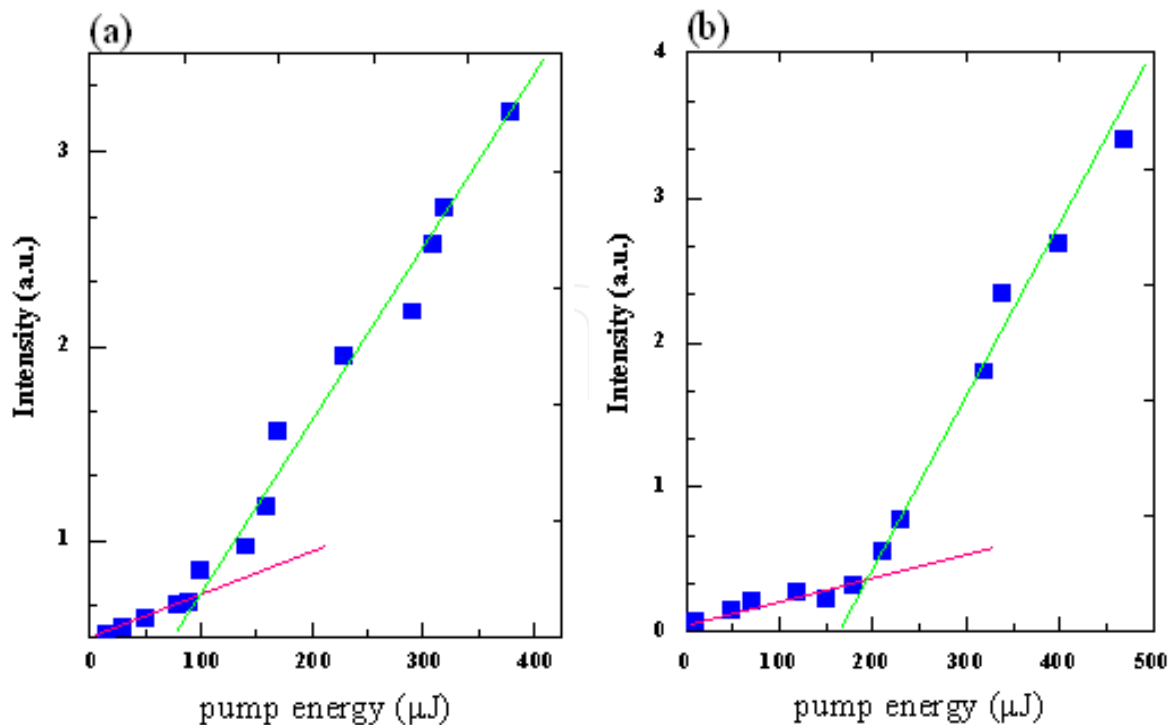 (a)
3
2
1
Intensity (a.u.)
0 100 200 300 400
pump energy (μJ)
(b)
4
3
2
1
0
Intensity (a.u.)
0 100 200 300 400 500
pump energy (μJ)